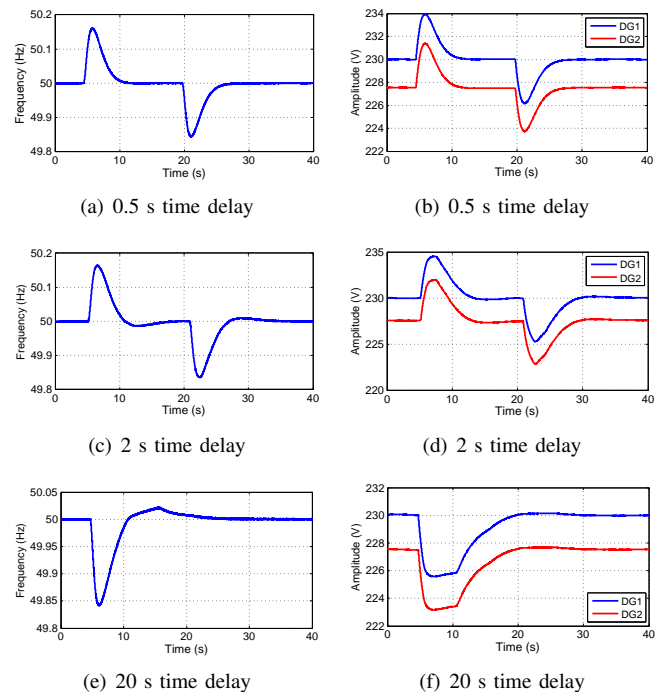 50.2
50.1
50
49.9
49.8
Frequency (Hz)
0 10 20 30 40
Time (s)
(a) 0.5 s time delay
234
232
230
228
226
224
222
Amplitude (V)
DG1
DG2
0 10 20 30 40
Time (s)
(b) 0.5 s time delay
50.2
50.1
50
49.9
49.8
Frequency (Hz)
0 10 20 30 40
Time (s)
(c) 2 s time delay
235
230
225
220
Amplitude (V)
DG1
DG2
0 10 20 30 40
Time (s)
(d) 2 s time delay
50.05
50
49.95
49.9
49.85
49.8
Frequency (Hz)
0 10 20 30 40
Time (s)
(e) 20 s time delay
230
228
226
224
222
Amplitude (V)
DG1
DG2
0 10 20 30 40
Time (s)
(f) 20 s time delay